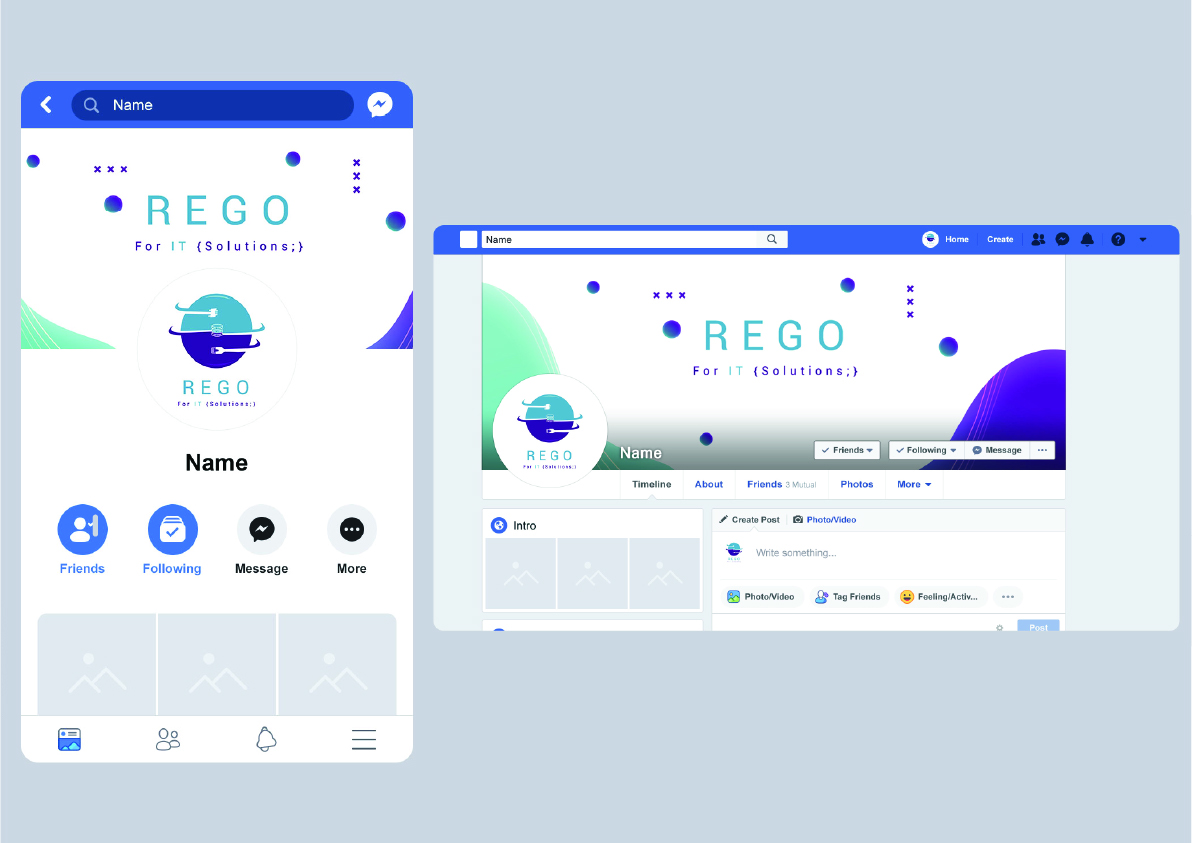 Name
REGO
For IT {Solutions;}
REGO
For IT {Solutions;}
Name
Friends
Following
Message
More
Name
Home
Create
REGO
For IT {Solutions;}
REGO
For IT {Solutions;}
Name
Friends
Following
Message
Timeline
About
Friends 3 Mutual
Photos
More
Intro
Create Post
Photo/Video
Write something...
Photo/Video
Tag Friends
Feeling/Activ...
Post